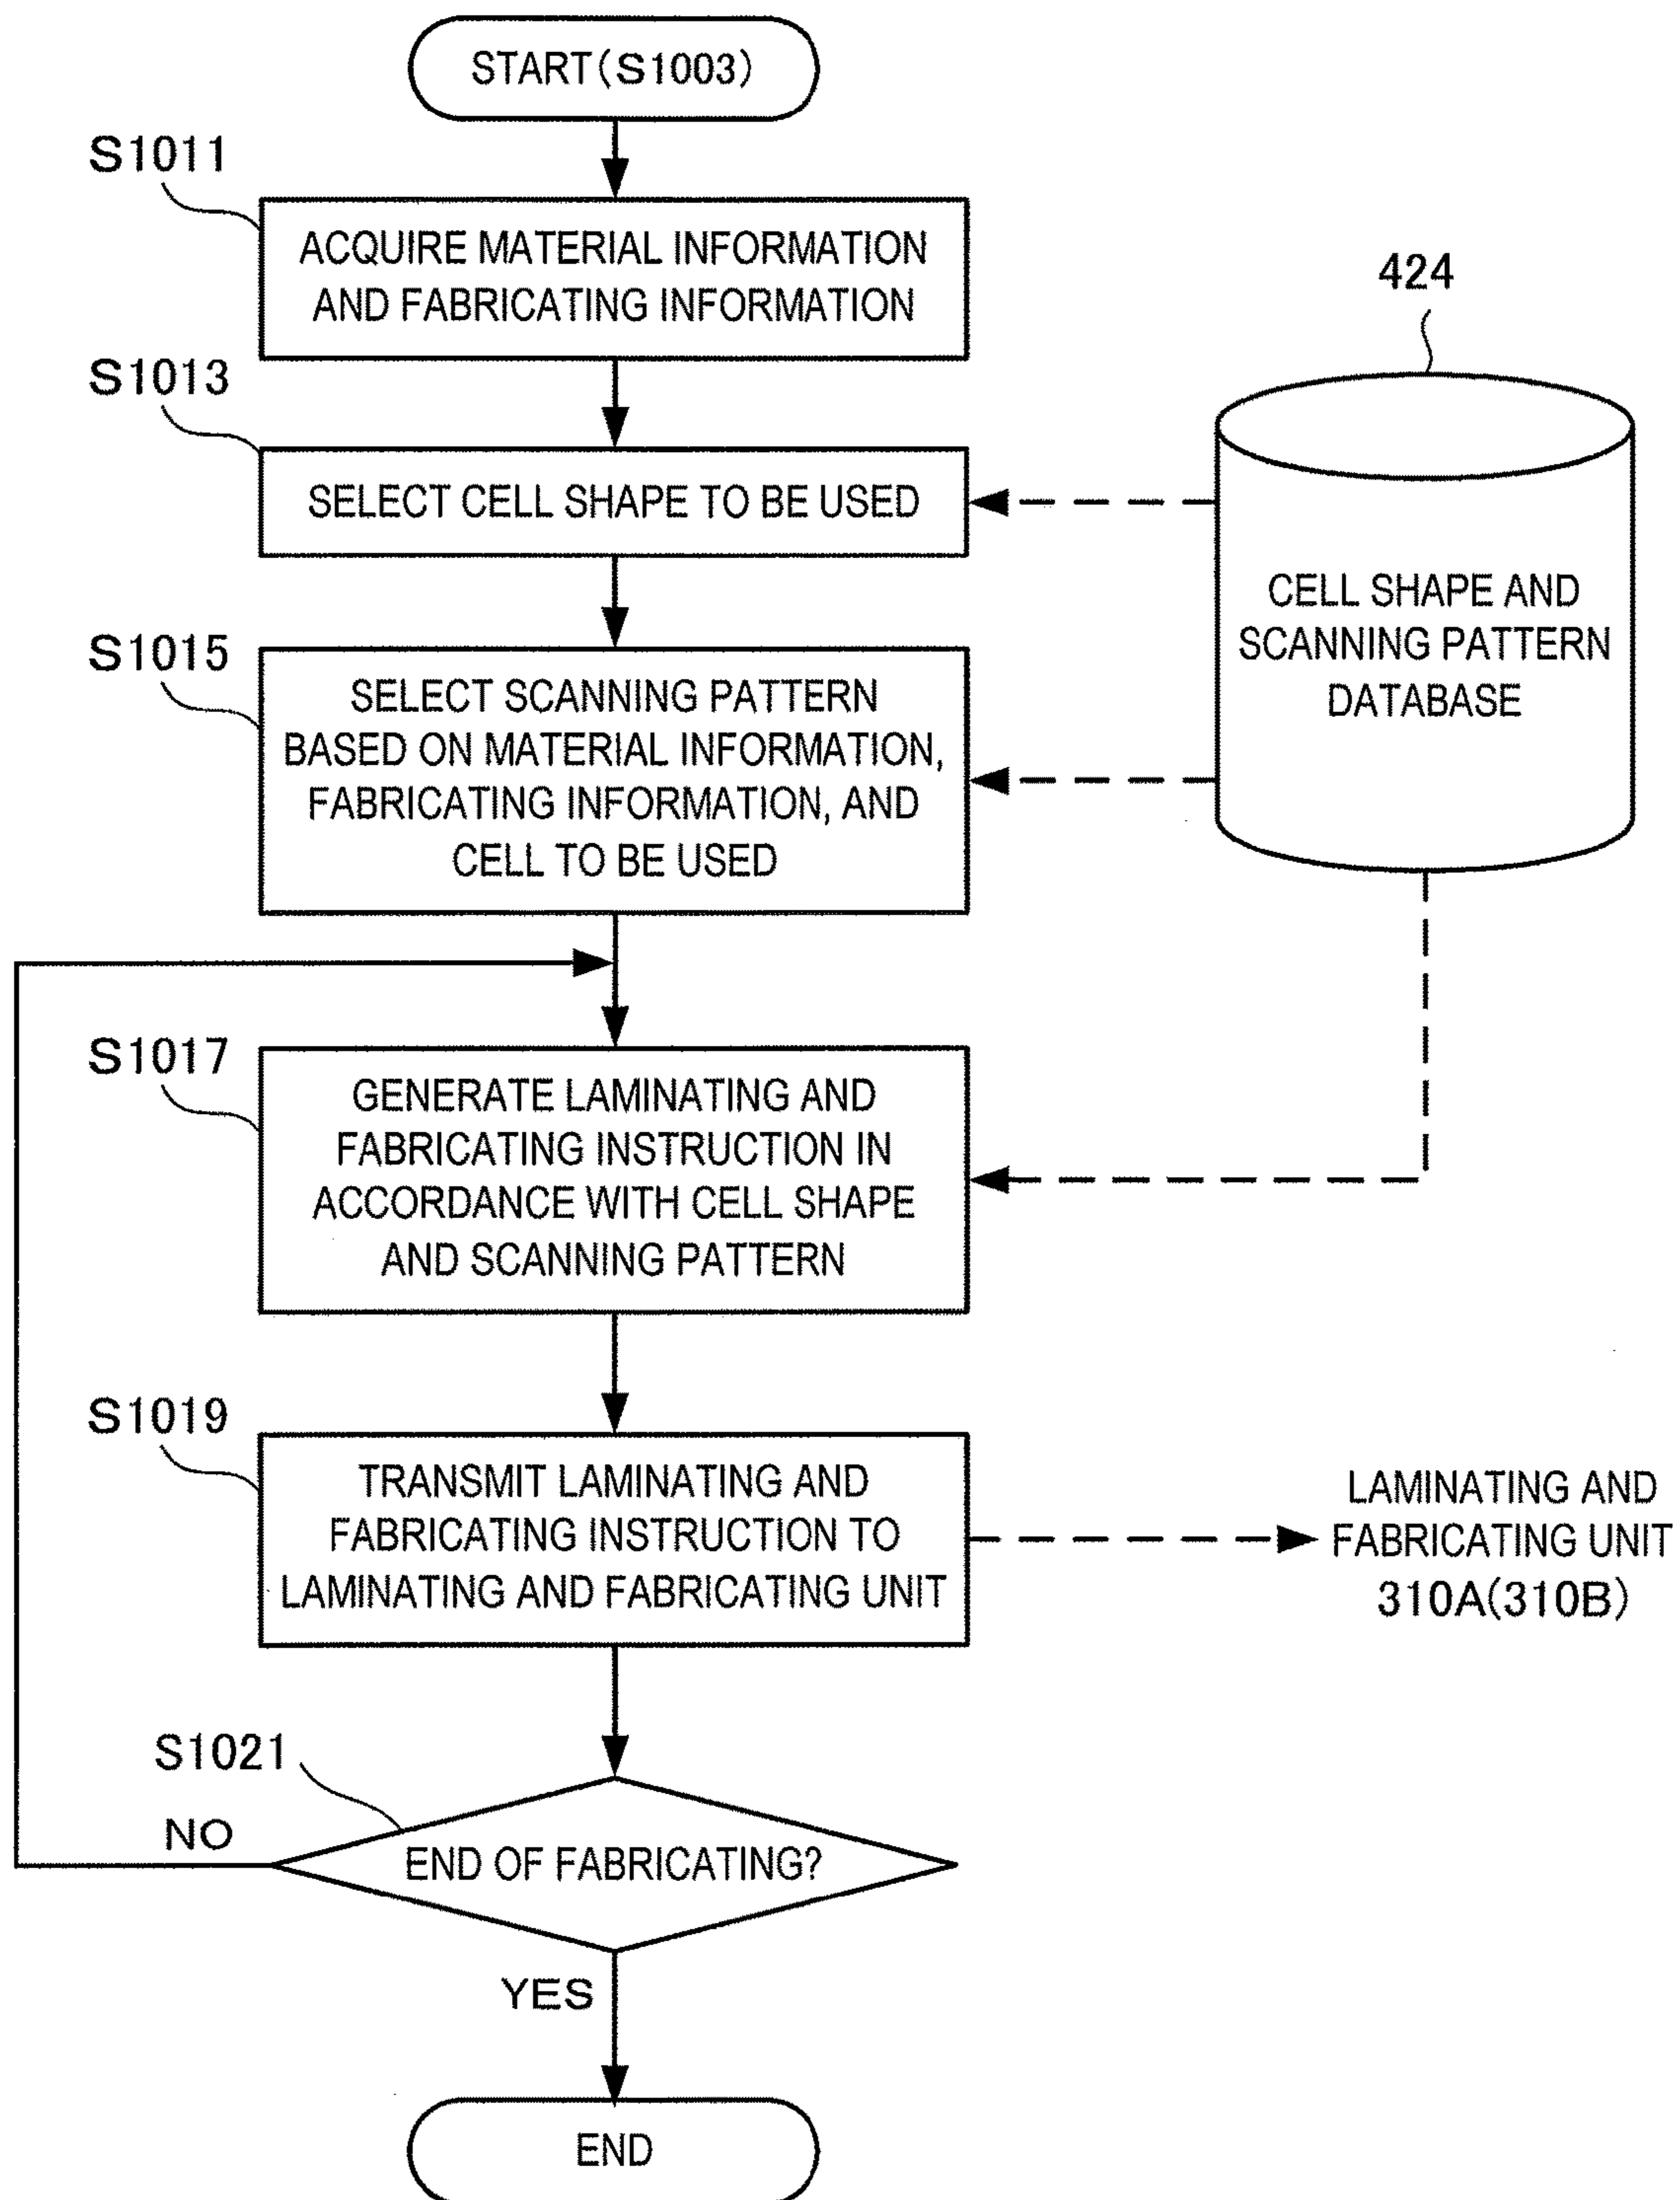 START(S1003)
S1011
ACQUIRE MATERIAL INFORMATION
AND FABRICATING INFORMATION
S1013
SELECT CELL SHAPE TO BE USED
424
CELL SHAPE AND
SCANNING PATTERN
DATABASE
S1015
SELECT SCANNING PATTERN
BASED ON MATERIAL INFORMATION,
FABRICATING INFORMATION, AND
CELL TO BE USED
S1017
GENERATE LAMINATING AND
FABRICATING INSTRUCTION IN
ACCORDANCE WITH CELL SHAPE
AND SCANNING PATTERN
S1019
TRANSMIT LAMINATING AND
FABRICATING INSTRUCTION TO
LAMINATING AND FABRICATING UNIT
LAMINATING AND
FABRICATING UNIT
310A(310B)
S1021
NO
END OF FABRICATING?
YES
END